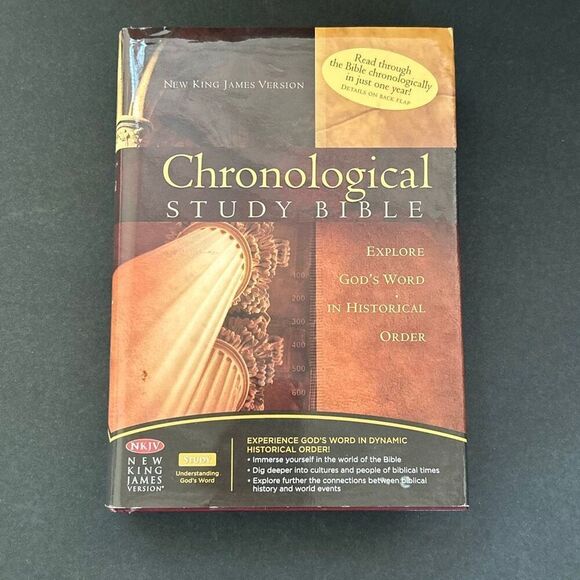 NEW KING JAMES VERSION
Read through
the Bible chronologically
in just one year!
DETAILS ON BACK FLAP
Chronological
STUDY BIBLE
EXPLORE
GOD'S WORD
IN HISTORICAL
ORDER
100
200
300
400
500
600
NKJV
NEW
KING
JAMES
VERSION®
STUDY
Understanding
God's Word
EXPERIENCE GOD'S WORD IN DYNAMIC
HISTORICAL ORDER!
• Immerse yourself in the world of the Bible
• Dig deeper into cultures and people of biblical times
• Explore further the connections between biblical
history and world events